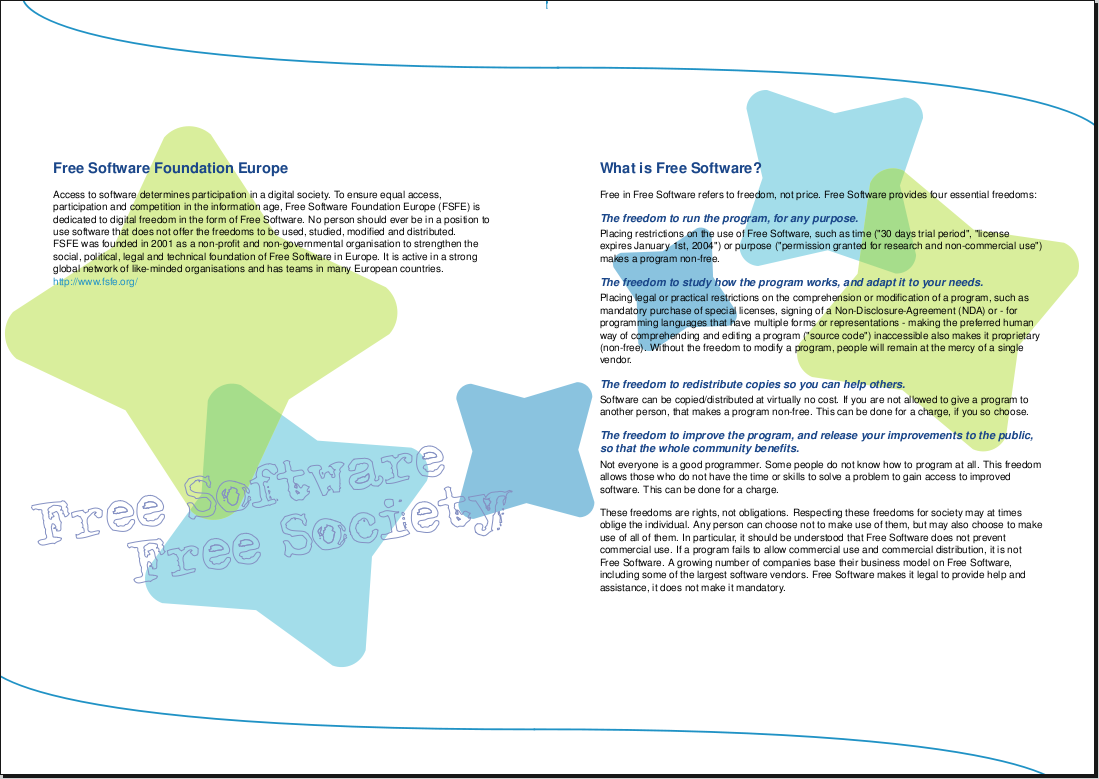 Free Software Foundation Europe
Access to software determines participation in a digital society. To ensure equal access,
participation and competition in the information age, Free Software Foundation Europe (FSFE) is
dedicated to digital freedom in the form of Free Software. No person should ever be in a position to
use software that does not offer the freedoms to be used, studied, modified and distributed.
FSFE was founded in 2001 as a non-profit and non-governmental organisation to strengthen the
social, political, legal and technical foundation of Free Software in Europe. It is active in a strong
global network of like-minded organisations and has teams in many European countries.
http://www.fsfe.org/
Free Software
Free Society
What is Free Software?
Free in Free Software refers to freedom, not price. Free Software provides four essential freedoms:
The freedom to run the program, for any purpose.
Placing restrictions on the use of Free Software, such as time ("30 days trial period", "license
expires January 1st, 2004") or purpose ("permission granted for research and non-commercial use")
makes a program non-free.
The freedom to study how the program works, and adapt it to your needs.
Placing legal or practical restrictions on the comprehension or modification of a program, such as
mandatory purchase of special licenses, signing of a Non-Disclosure-Agreement (NDA) or - for
programming languages that have multiple forms or representations - making the preferred human
way of comprehending and editing a program ("source code") inaccessible also makes it proprietary
(non-free). Without the freedom to modify a program, people will remain at the mercy of a single
vendor.
The freedom to redistribute copies so you can help others.
Software can be copied/distributed at virtually no cost. If you are not allowed to give a program to
another person, that makes a program non-free. This can be done for a charge, if you so choose.
The freedom to improve the program, and release your improvements to the public,
so that the whole community benefits.
Not everyone is a good programmer. Some people do not know how to program at all. This freedom
allows those who do not have the time or skills to solve a problem to gain access to improved
software. This can be done for a charge.
These freedoms are rights, not obligations. Respecting these freedoms for society may at times
oblige the individual. Any person can choose not to make use of them, but may also choose to make
use of all of them. In particular, it should be understood that Free Software does not prevent
commercial use. If a program fails to allow commercial use and commercial distribution, it is not
Free Software. A growing number of companies base their business model on Free Software,
including some of the largest software vendors. Free Software makes it legal to provide help and
assistance, it does not make it mandatory.